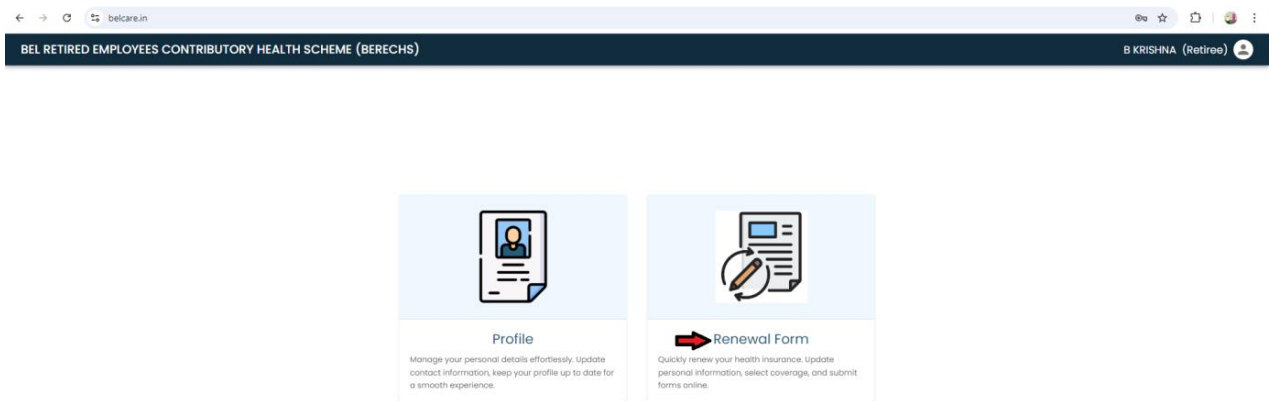 belcare.in
BEL RETIRED EMPLOYEES CONTRIBUTORY HEALTH SCHEME (BERECHS)
B KRISHNA (Retiree)
Profile
Manage your personal details effortlessly. Update
contact information, keep your profile up to date for
a smooth experience.
Renewal Form
Quickly renew your health insurance. Update
personal information, select coverage, and submit
forms online.